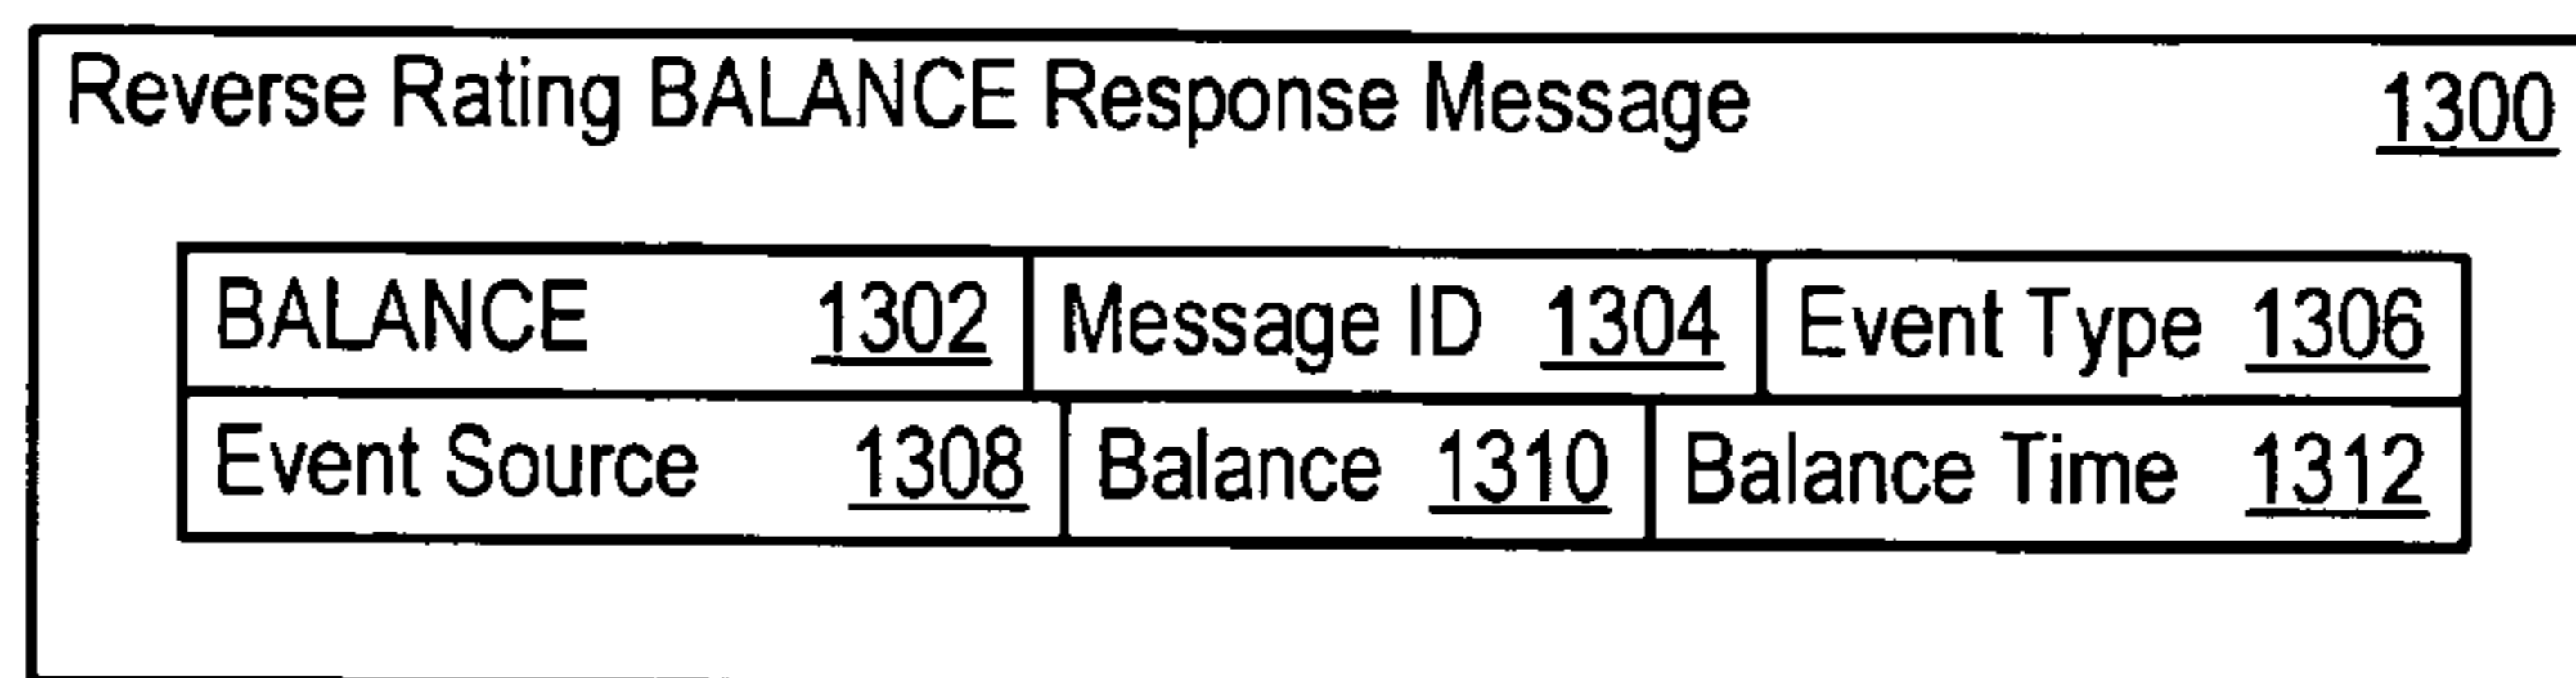 Reverse Rating BALANCE Response Message 1300
BALANCE 1302 Message ID 1304 Event Type 1306
Event Source 1308 Balance 1310 Balance Time 1312